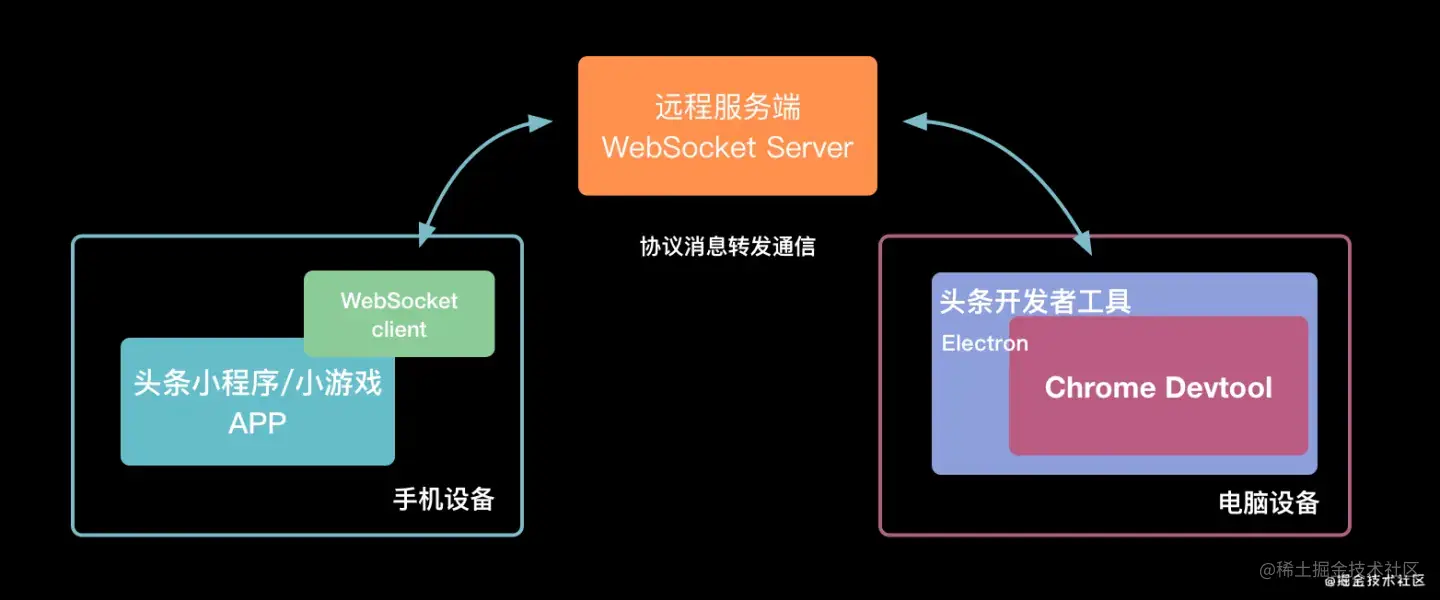 远程服务端
WebSocket Server
协议消息转发通信
WebSocket
client
头条小程序/小游戏
APP
手机设备
头条开发者工具
Electron
Chrome Devtool
电脑设备
@稀土掘金技术社区
@掘金技术社区